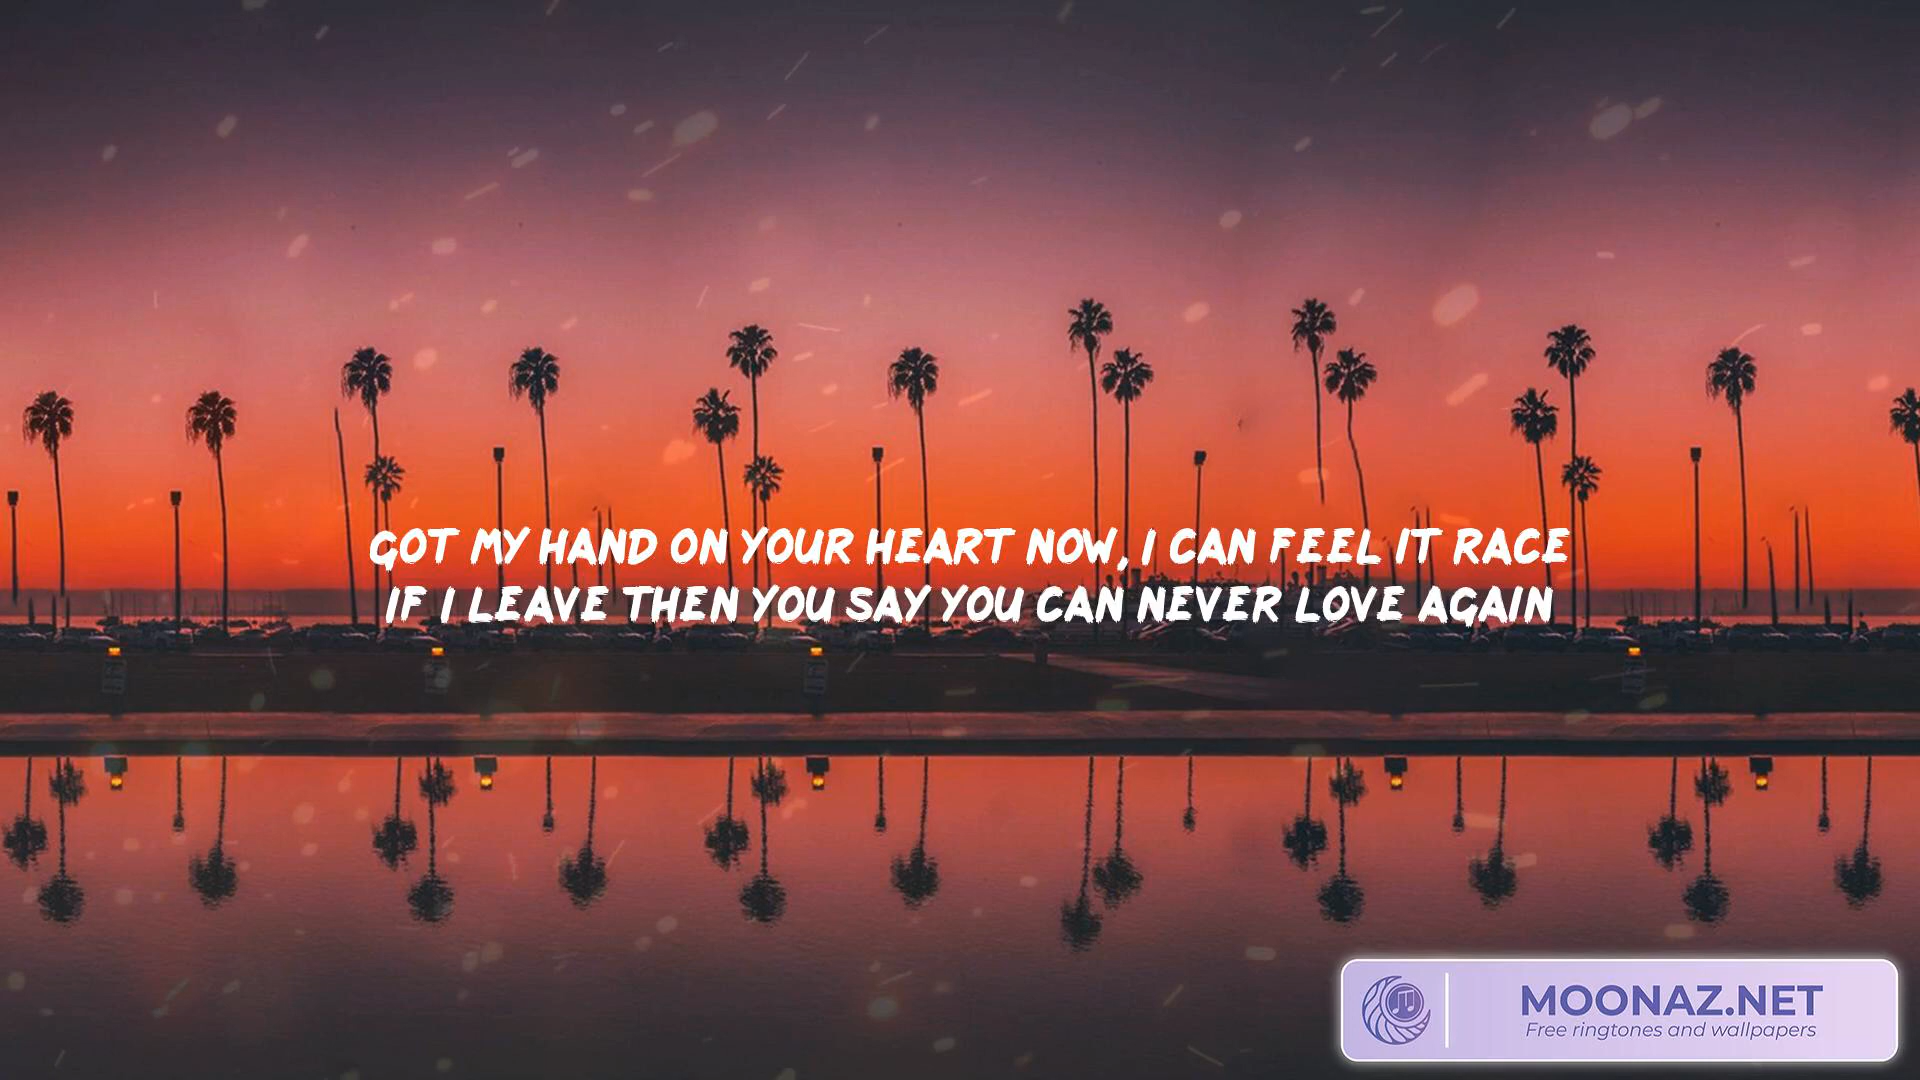 GOT MY HAND ON YOUR HEART NOW, I CAN FEEL IT RACE
IF I LEAVE THEN YOU SAY YOU CAN NEVER LOVE AGAIN
MOONAZ.NET
Free ringtones and wallpapers